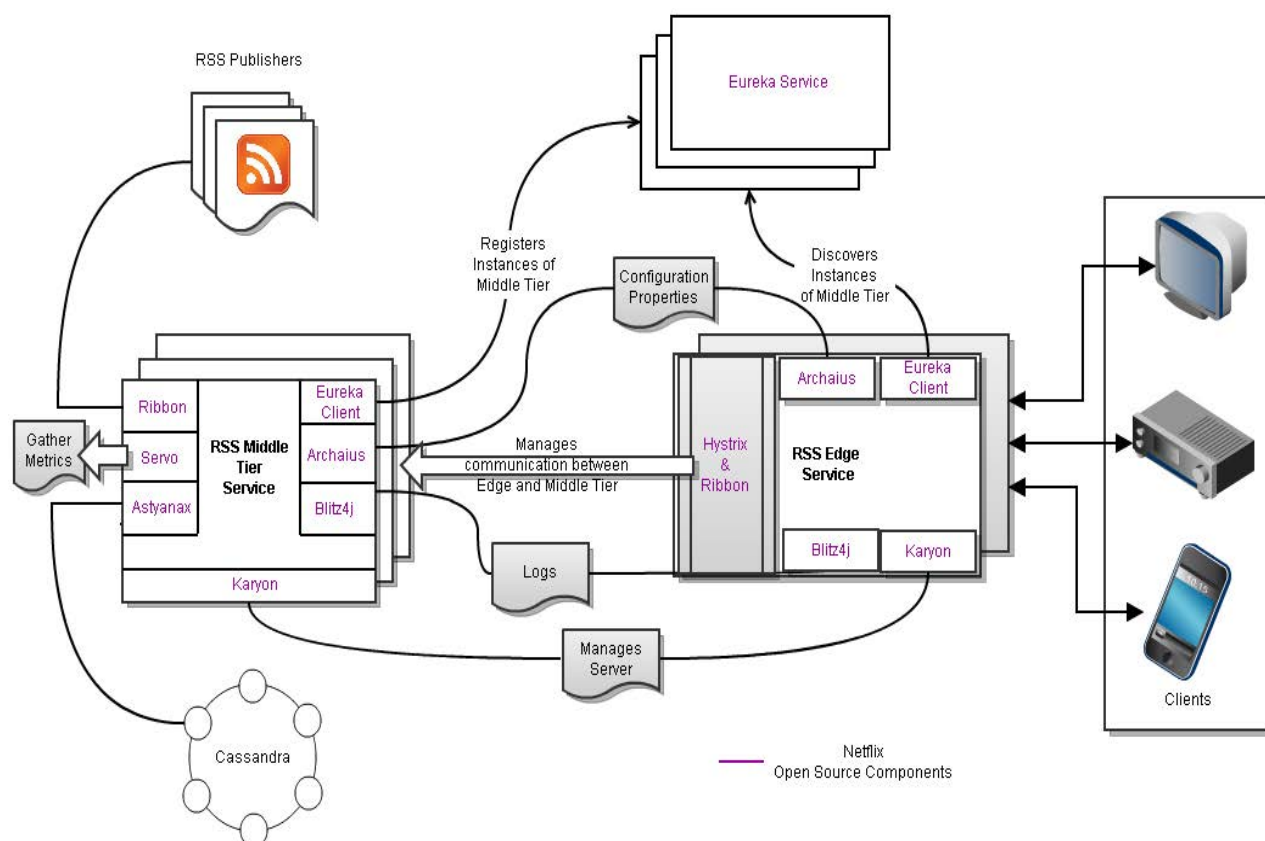 RSS Publishers
Eureka Service
Registers
Instances of
Middle Tier
Configuration
Properties
Discovers
Instances
of Middle Tier
Ribbon
Servo
Astyanax
RSS Middle
Tier
Service
Eureka
Client
Archaius
Blitz4j
Karyon
Gather
Metrics
Manages
communication between
Edge and Middle Tier
Hystrix
&
Ribbon
Archaius
Eureka
Client
RSS Edge
Service
Blitz4j
Karyon
Logs
Manages
Server
Cassandra
10:15
Clients
Netflix
Open Source Components